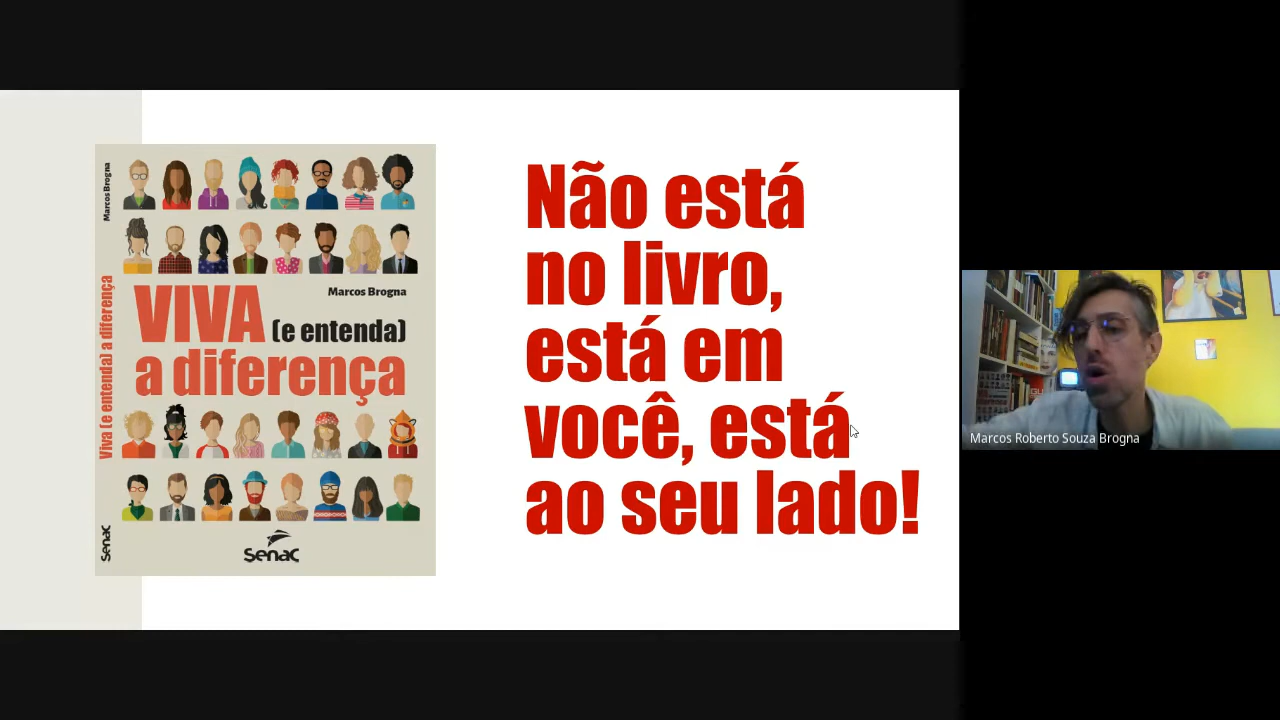 Marcos Brogna
Viva (e entenda) a diferença
Senac
Marcos Brogna
VIVA (e entenda)
a diferença
Senac
Não está
no livro,
está em
você, está
ao seu lado!
Marcos Roberto Souza Brogna